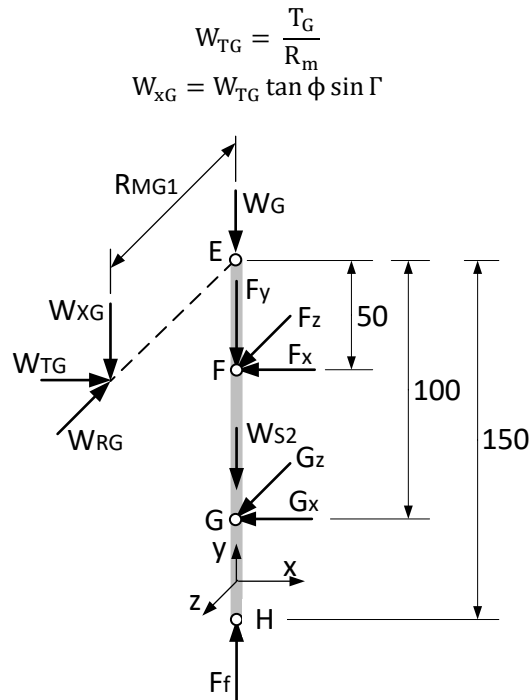 W_TG = T_G / R_m
W_xG = W_TG tan ϕ sin Γ
R_MG1
W_G
E
F_y
W_XG
F_z
50
W_TG
F
F_x
100
W_RG
W_S2
150
G_z
G_x
G
y
x
z
H
F_f